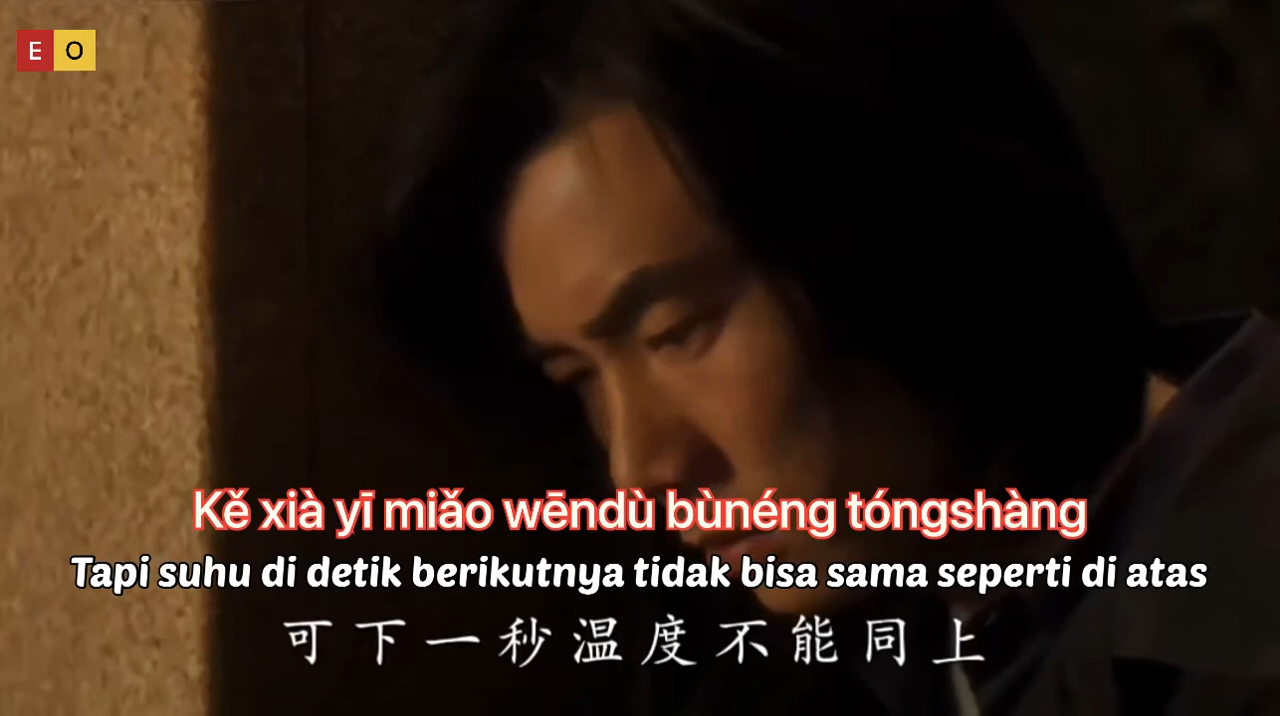 E O
Kě xià yī miǎo wēndù bùnéng tóngshàng
Tapi suhu di detik berikutnya tidak bisa sama seperti di atas
可下一秒温度不能同上